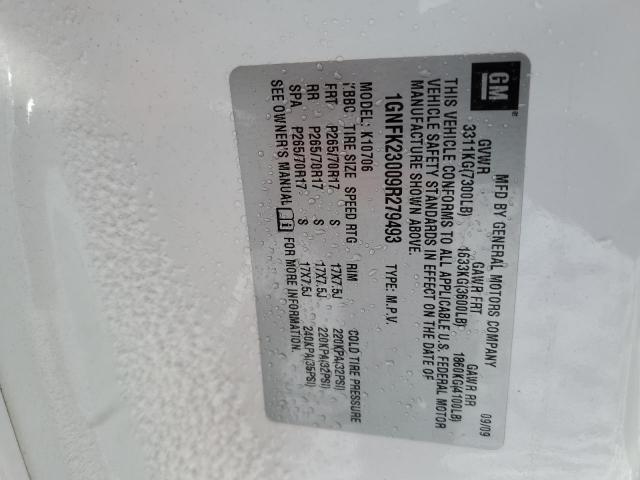 GM
MFD BY GENERAL MOTORS COMPANY 09/09
GVWR GAWR FRT GAWR RR
3311KG(7300LB) 1633KG(3600LB) 1860KG(4100LB)
THIS VEHICLE CONFORMS TO ALL APPLICABLE U.S. FEDERAL MOTOR
VEHICLE SAFETY STANDARDS IN EFFECT ON THE DATE OF
MANUFACTURE SHOWN ABOVE.
1GNFK23009R279493 TYPE: M.P.V.
MODEL: K10706
YBBC TIRE SIZE SPEED RTG RIM COLD TIRE PRESSURE
FRT P265/70R17 S 17X7.5J 220KPA(32PSI)
RR P265/70R17 S 17X7.5J 220KPA(32PSI)
SPA P265/70R17 S 17X7.5J 240KPA(35PSI)
SEE OWNER'S MANUAL i FOR MORE INFORMATION.